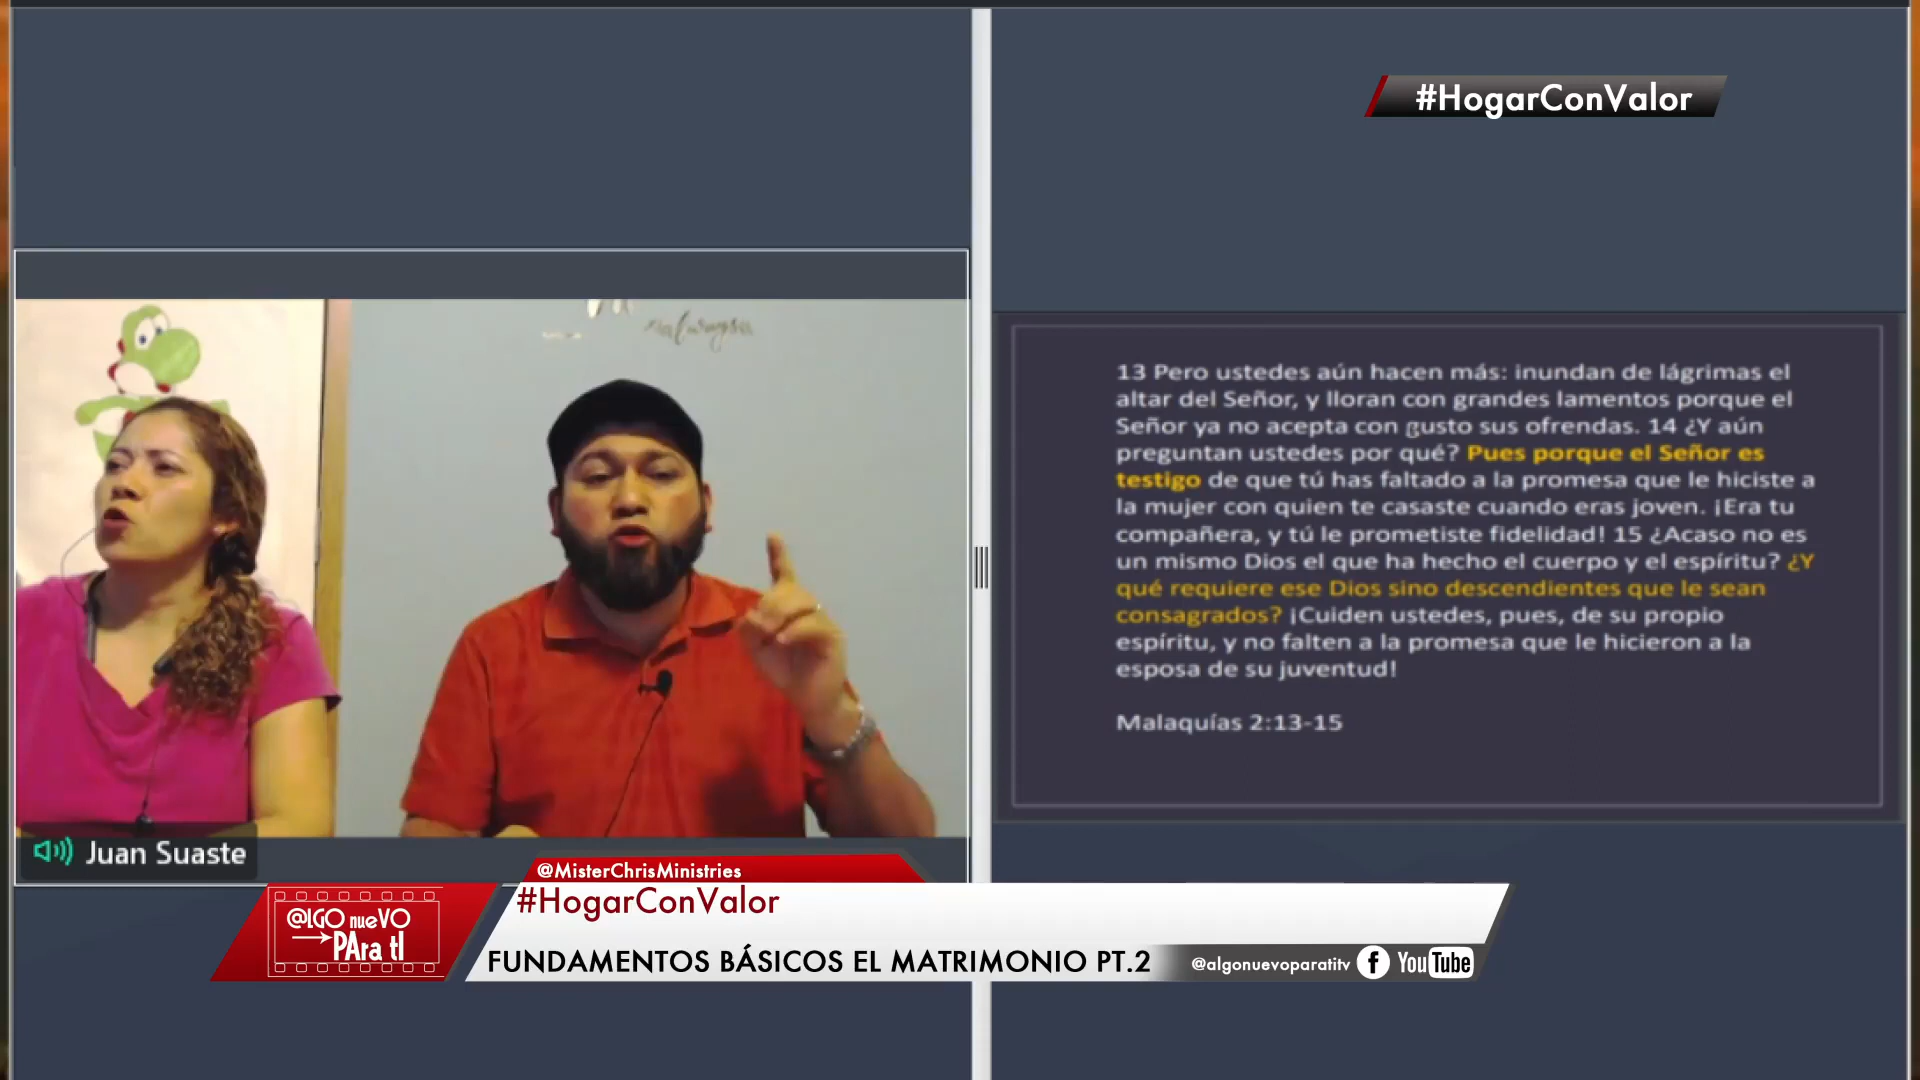 #HogarConValor
13 Pero ustedes aún hacen más: inundan de lágrimas el
altar del Señor, y lloran con grandes lamentos porque el
Señor ya no acepta con gusto sus ofrendas. 14 ¿Y aún
preguntan ustedes por qué? Pues porque el Señor es
testigo de que tú has faltado a la promesa que le hiciste a
la mujer con quien te casaste cuando eras joven. ¡Era tu
compañera, y tú le prometiste fidelidad! 15 ¿Acaso no es
un mismo Dios el que ha hecho el cuerpo y el espíritu? ¿Y
qué requiere ese Dios sino descendientes que le sean
consagrados? ¡Cuiden ustedes, pues, de su propio
espíritu, y no falten a la promesa que le hicieron a la
esposa de su juventud!
Malaquías 2:13-15
Juan Suaste
@MisterChrisMinistries
#HogarConValor
@LGO nueVO
PAra tI
FUNDAMENTOS BÁSICOS EL MATRIMONIO PT.2
@algonuevoparatitv f YouTube